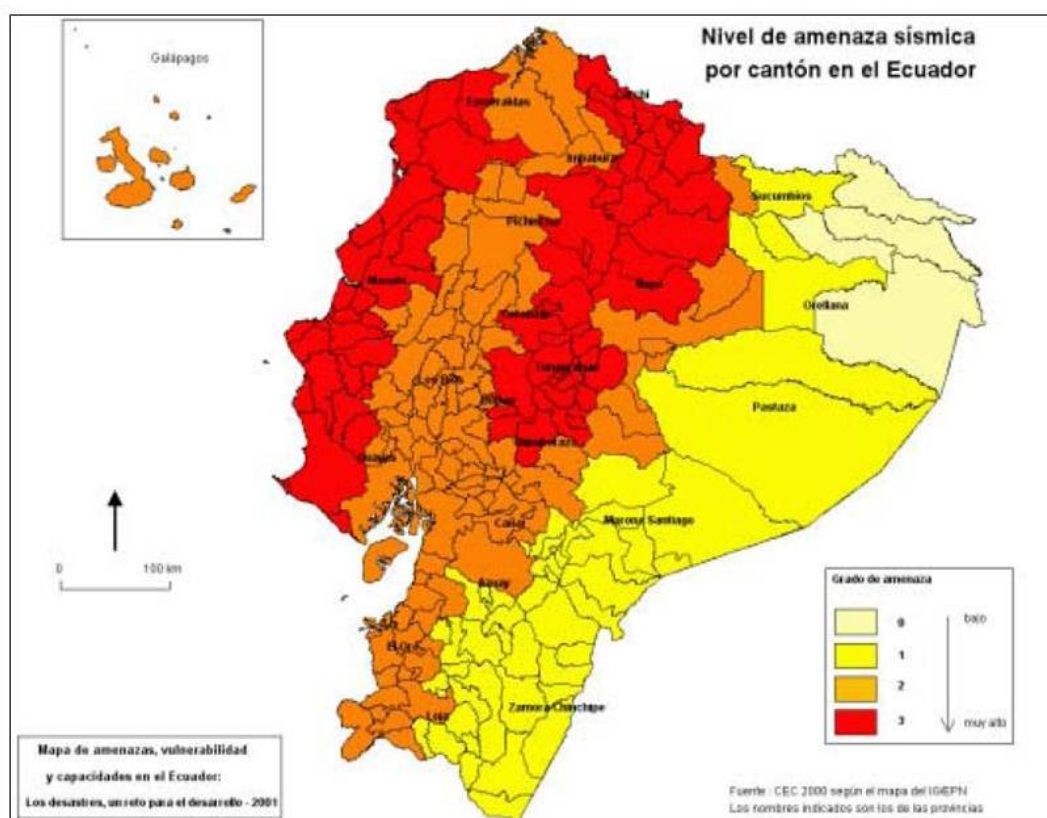 Nivel de amenaza sísmica
por cantón en el Ecuador
Galápagos
Esmeraldas
Carchi
Imbabura
Sucumbíos
Pichincha
Manabí
Napo
Orellana
Cotopaxi
Tungurahua
Los Ríos
Bolívar
Pastaza
Chimborazo
Guayas
Cañar
Morona Santiago
Azuay
El Oro
Loja
Zamora Chinchipe
0 100 km
Grado de amenaza
0 bajo
1
2
3 muy alto
Mapa de amenazas, vulnerabilidad
y capacidades en el Ecuador:
Los desastres, un reto para el desarrollo - 2001
Fuente : CEC 2000 según el mapa del IG/EPN
Los nombres indicados son los de las provincias